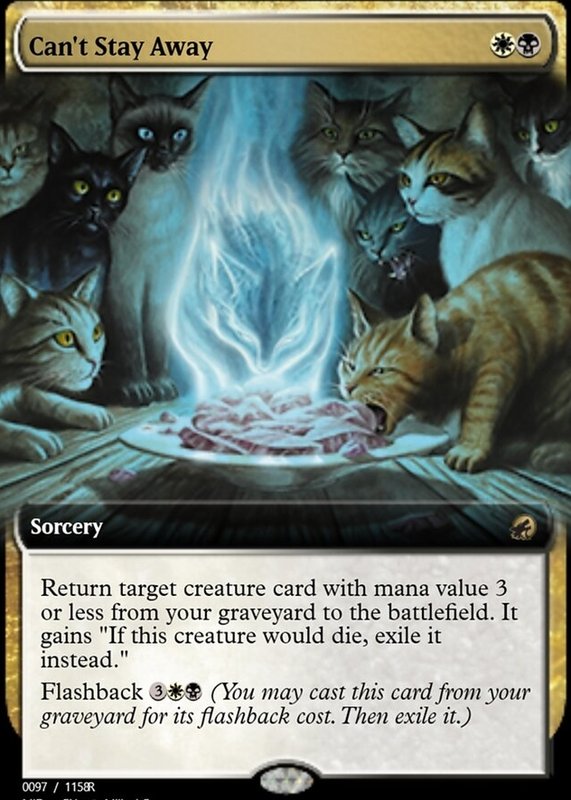 Can't Stay Away
Sorcery
Return target creature card with mana value 3
or less from your graveyard to the battlefield. It
gains "If this creature would die, exile it
instead."
Flashback 3 (You may cast this card from your
graveyard for its flashback cost. Then exile it.)
0097 / 1158R